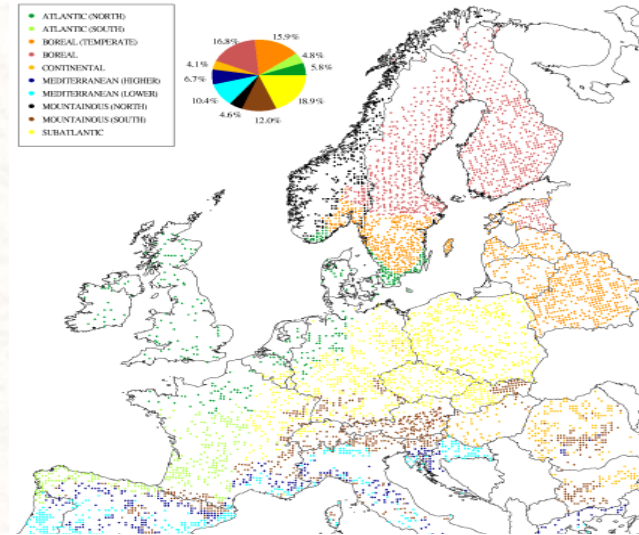 ATLANTIC (NORTH)
ATLANTIC (SOUTH)
BOREAL (TEMPERATE)
BOREAL
CONTINENTAL
MEDITERRANEAN (HIGHER)
MEDITERRANEAN (LOWER)
MOUNTAINOUS (NORTH)
MOUNTAINOUS (SOUTH)
SUBATLANTIC
16.8%
15.9%
4.8%
5.8%
4.1%
6.7%
10.4%
4.6%
12.0%
18.9%